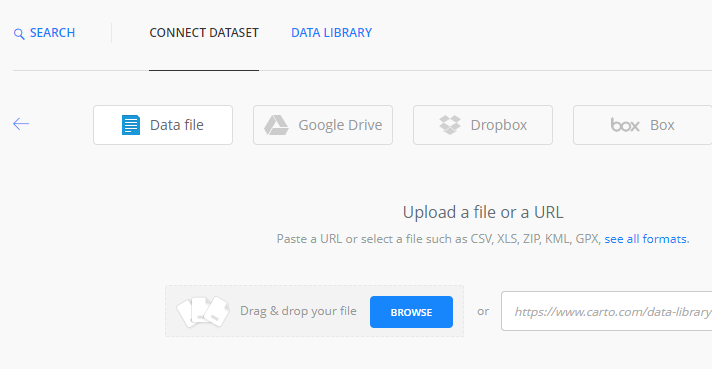 SEARCH CONNECT DATASET DATA LIBRARY
Data file Google Drive Dropbox box Box
Upload a file or a URL
Paste a URL or select a file such as CSV, XLS, ZIP, KML, GPX, see all formats.
Drag & drop your file BROWSE or https://www.carto.com/data-library